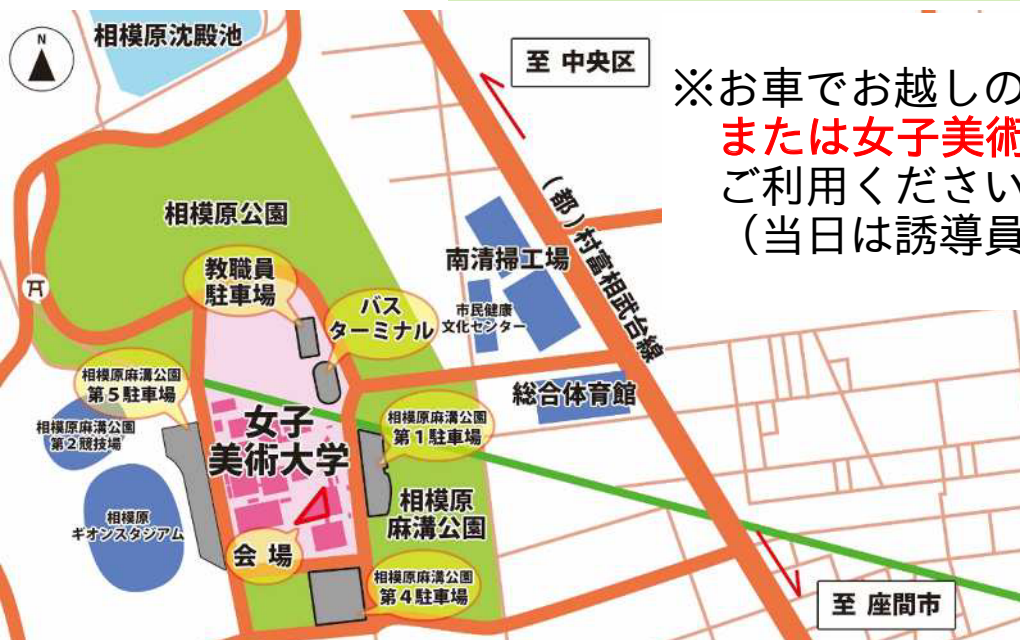 N
相模原沈殿池
至 中央区
※お車でお越しの
または女子美術
ご利用ください
（当日は誘導員
相模原公園
(都)村富相武台線
教職員
駐車場
バス
ターミナル
南清掃工場
市民健康
文化センター
総合体育館
相模原麻溝公園
第５駐車場
相模原麻溝公園
第２競技場
女子
美術大学
相模原麻溝公園
第１駐車場
相模原
ギオンスタジアム
相模原
麻溝公園
会 場
相模原麻溝公園
第４駐車場
至 座間市